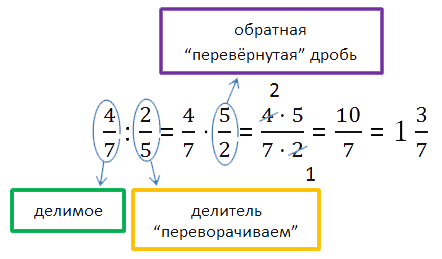 обратная
“перевёрнутая” дробь
2
4/7 : 2/5 = 4/7 · 5/2 = 4 · 5/7 · 2 = 10/7 = 1 3/7
1
делимое
делитель
“переворачиваем”